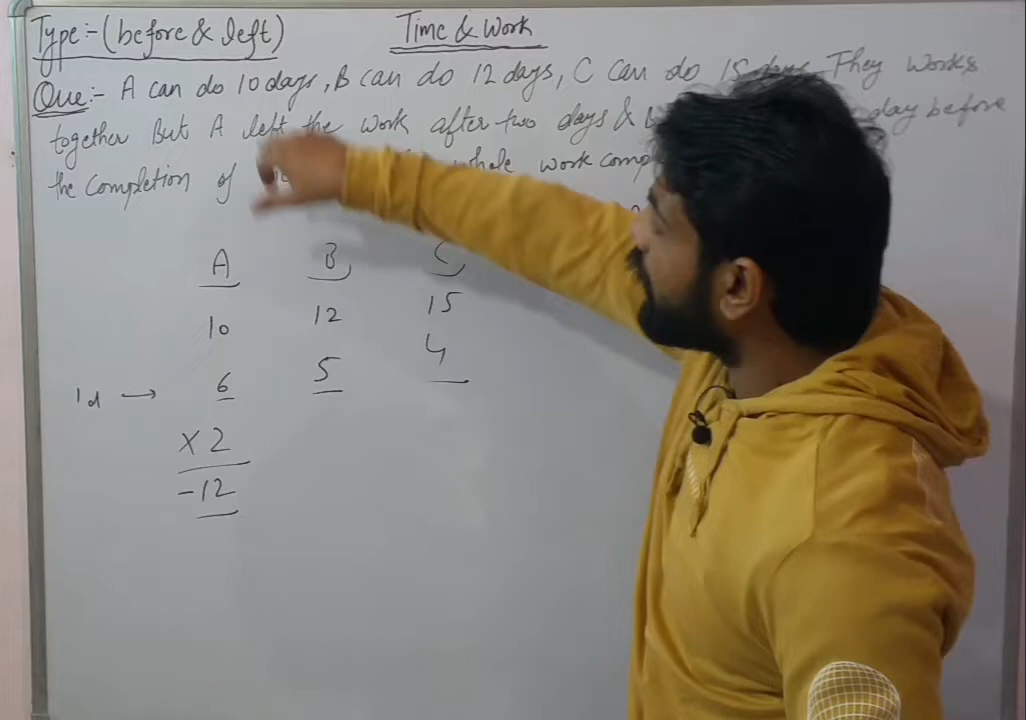 Type:-(before & left)
Time & Work
Que:- A can do 10 days, B can do 12 days, C can do 15 days They works
together But A left the work after two days & day before
the completion of whole work
A B C
10 12 15
1d → 6 5 4
×2
-12